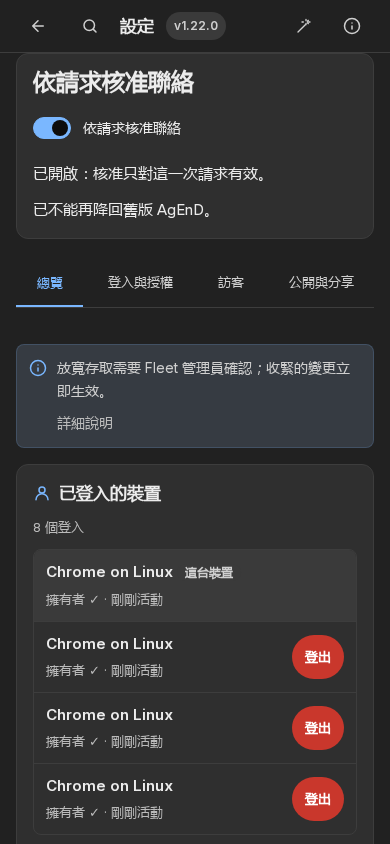 設定 v1.22.0
依請求核准聯絡
依請求核准聯絡
已開啟：核准只對這一次請求有效。
已不能再降回舊版 AgEnD。
總覽 登入與授權 訪客 公開與分享
放寬存取需要 Fleet 管理員確認；收緊的變更立
即生效。
詳細說明
已登入的裝置
8 個登入
Chrome on Linux 這台裝置
擁有者 ✓ · 剛剛活動
Chrome on Linux
擁有者 ✓ · 剛剛活動
登出
Chrome on Linux
擁有者 ✓ · 剛剛活動
登出
Chrome on Linux
擁有者 ✓ · 剛剛活動
登出